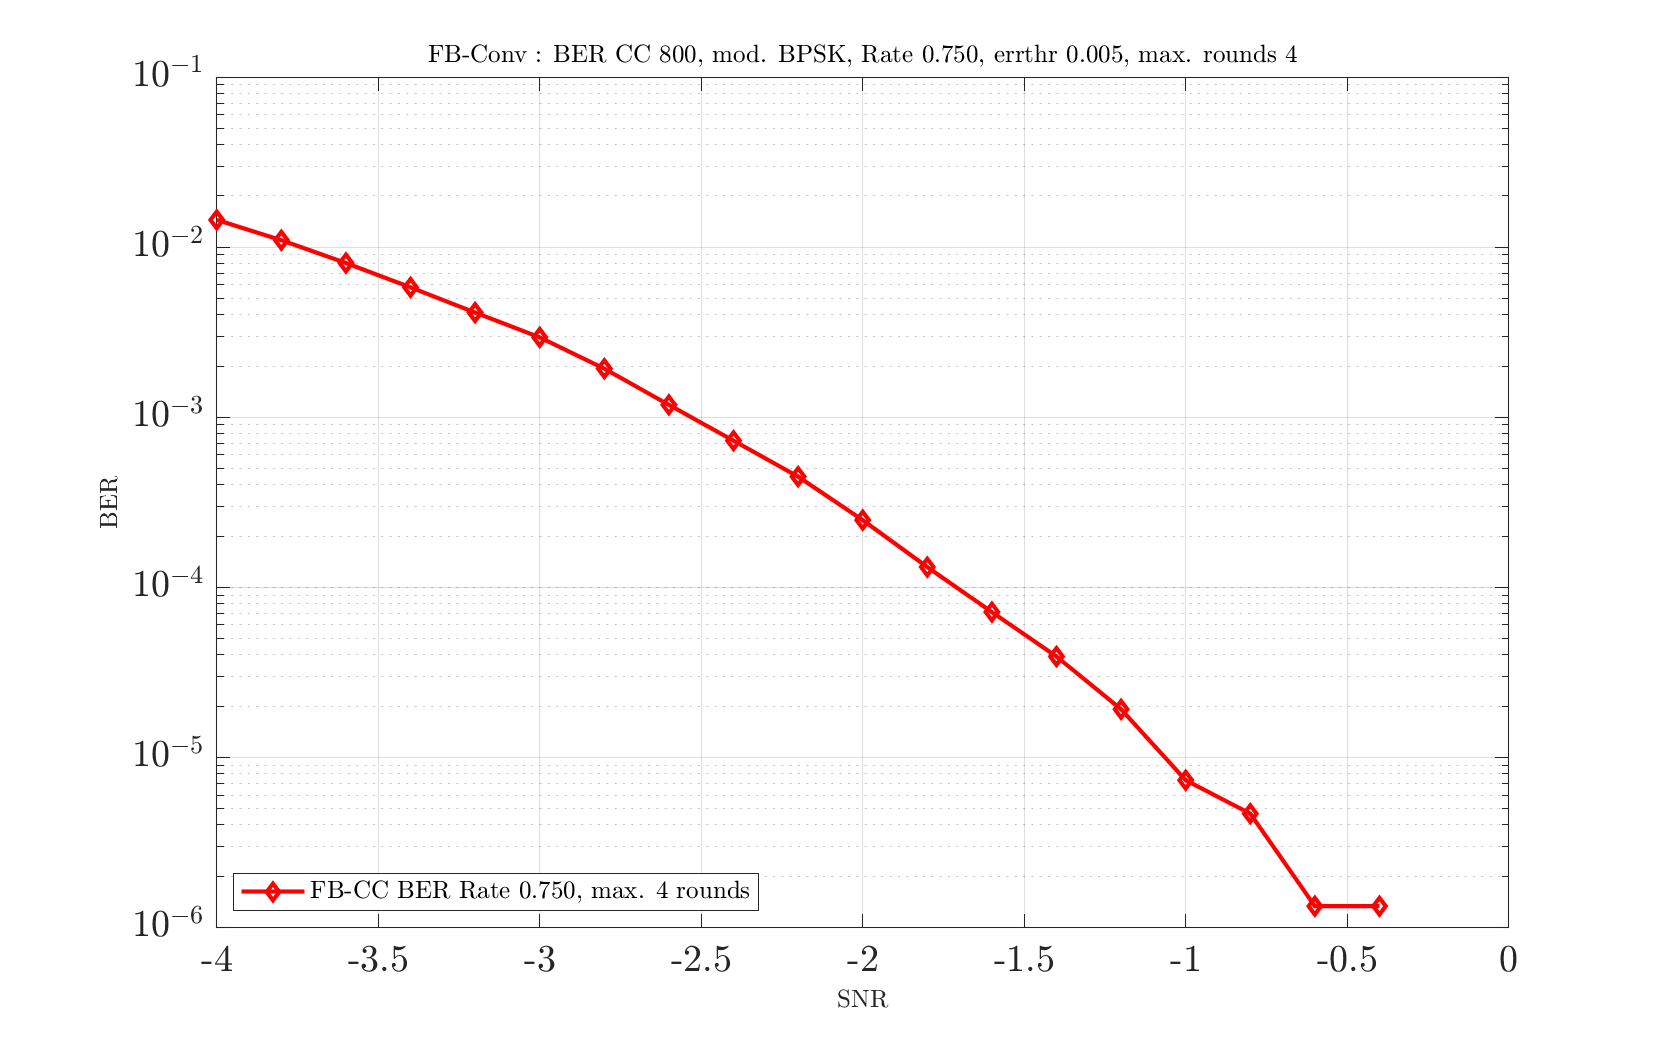 FB-Conv : BER CC 800, mod. BPSK, Rate 0.750, errthr 0.005, max. rounds 4
10⁻¹
10⁻²
10⁻³
10⁻⁴
10⁻⁵
10⁻⁶
BER
FB-CC BER Rate 0.750, max. 4 rounds
-4 -3.5 -3 -2.5 -2 -1.5 -1 -0.5 0
SNR